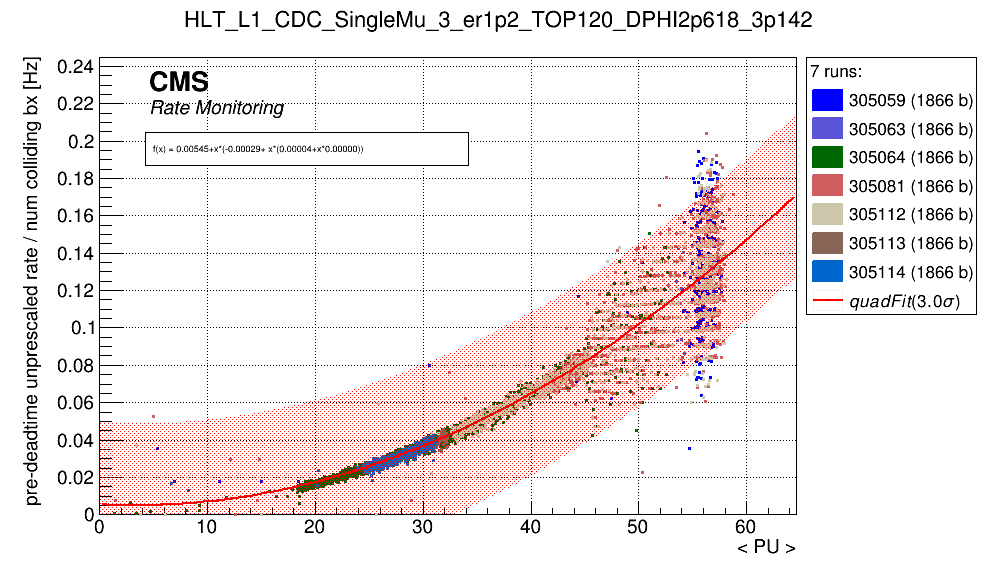 HLT_L1_CDC_SingleMu_3_er1p2_TOP120_DPHI2p618_3p142
pre-deadtime unprescaled rate / num colliding bx [Hz]
0.24
0.22
0.2
0.18
0.16
0.14
0.12
0.1
0.08
0.06
0.04
0.02
0
CMS
Rate Monitoring
f(x) = 0.00545+x*(-0.00029+ x*(0.00004+x*0.00000))
0 10 20 30 40 50 60
< PU >
7 runs:
305059 (1866 b)
305063 (1866 b)
305064 (1866 b)
305081 (1866 b)
305112 (1866 b)
305113 (1866 b)
305114 (1866 b)
quadFit(3.0σ)